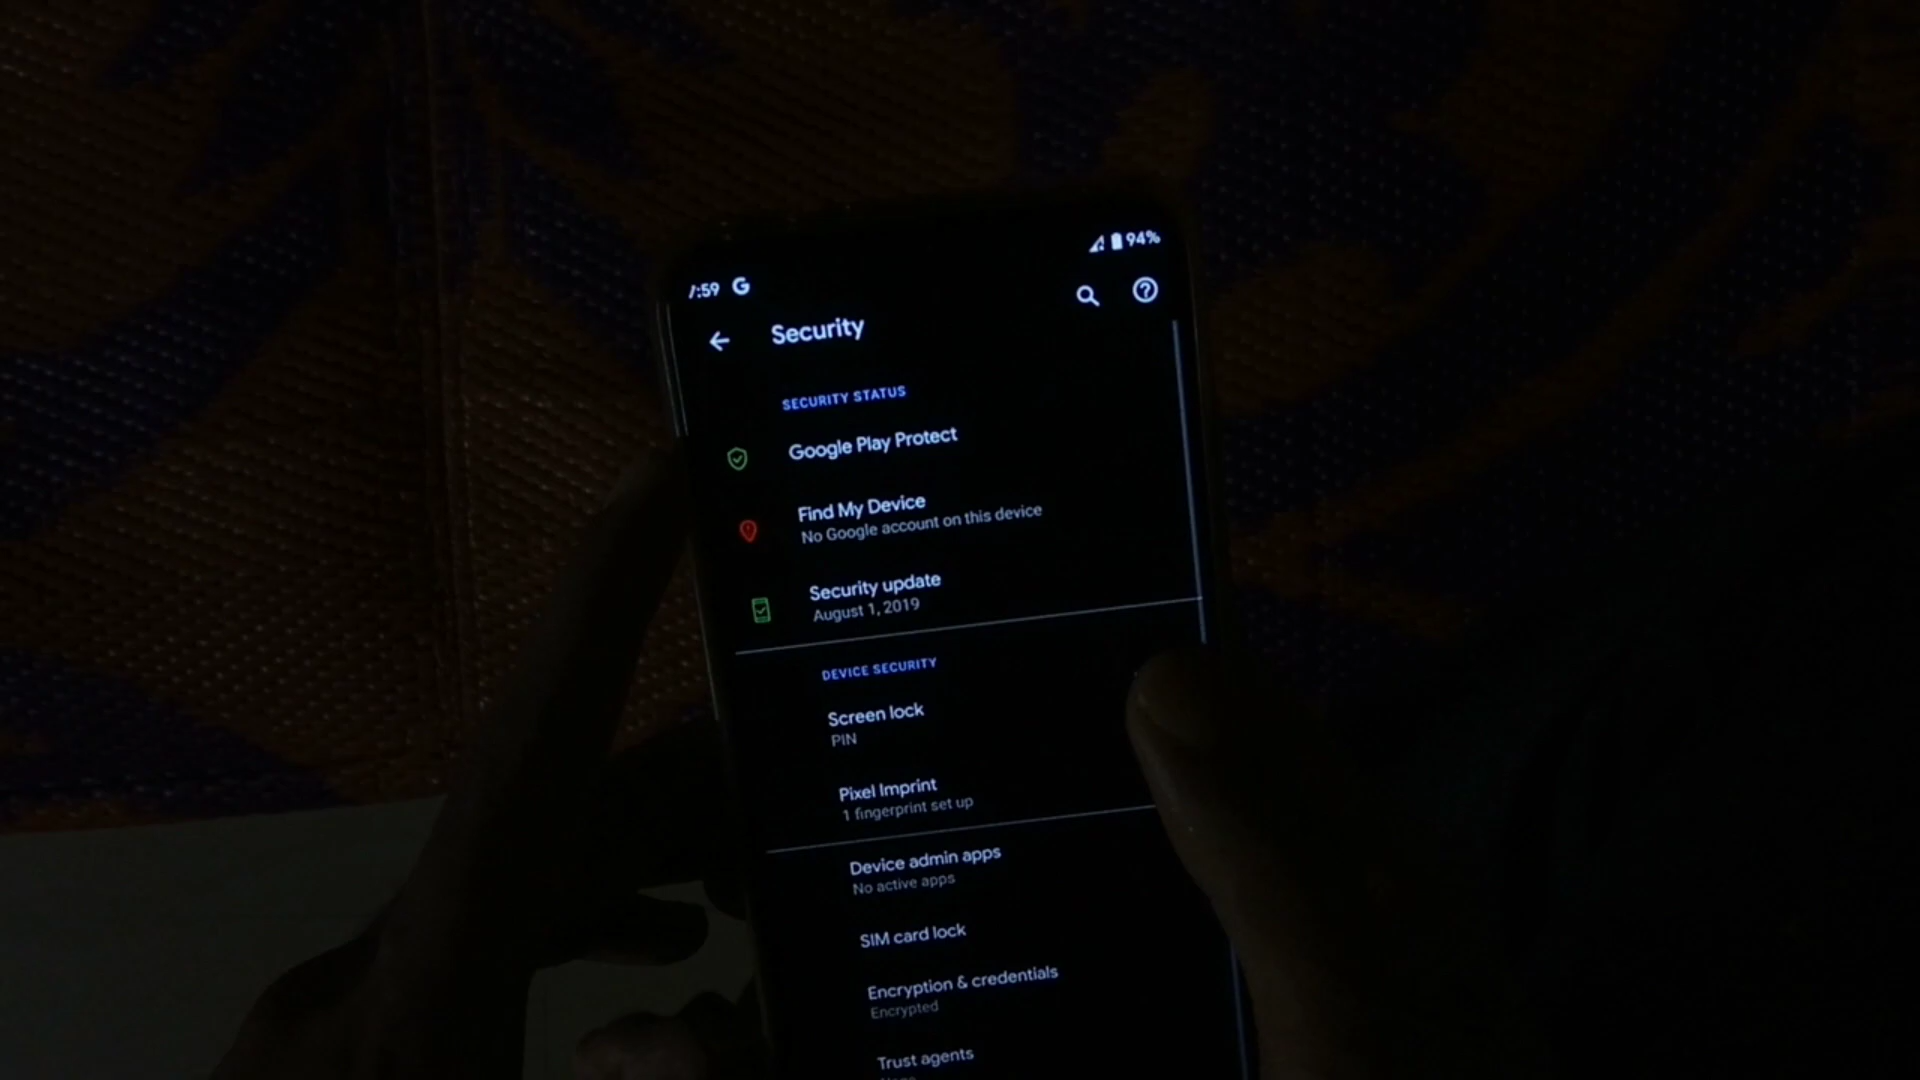 7:59 G 94%
Security
SECURITY STATUS
Google Play Protect
Find My Device
No Google account on this device
Security update
August 1, 2019
DEVICE SECURITY
Screen lock
PIN
Pixel Imprint
1 fingerprint set up
Device admin apps
No active apps
SIM card lock
Encryption & credentials
Encrypted
Trust agents